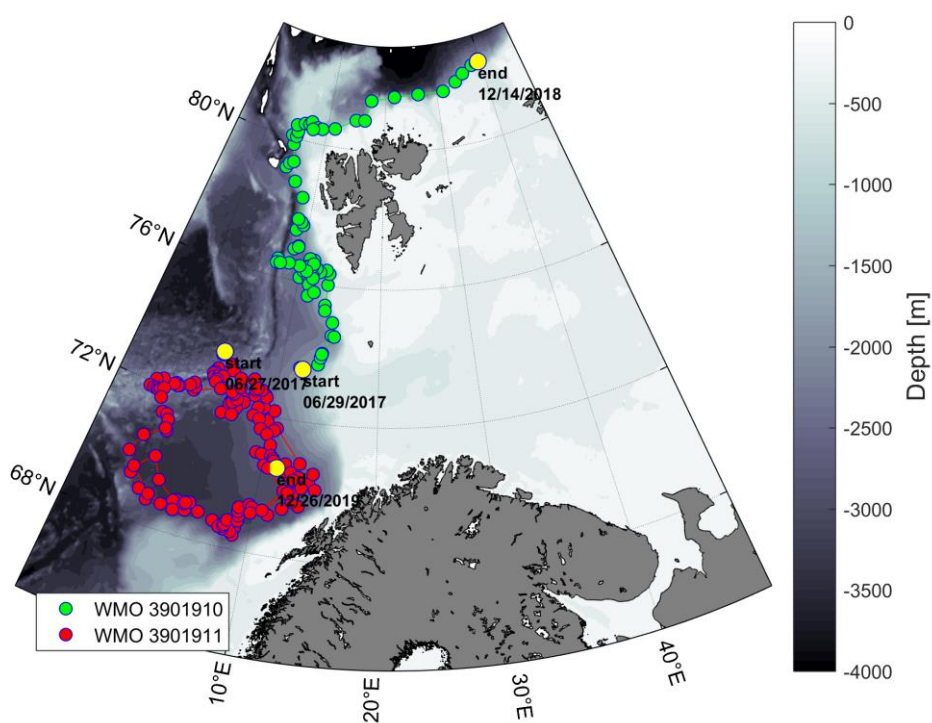 80°N
76°N
72°N
68°N
end
12/14/2018
start
06/27/2017
start
06/29/2017
end
12/26/2019
WMO 3901910
WMO 3901911
10°E
20°E
30°E
40°E
0
-500
-1000
-1500
-2000
-2500
-3000
-3500
-4000
Depth [m]